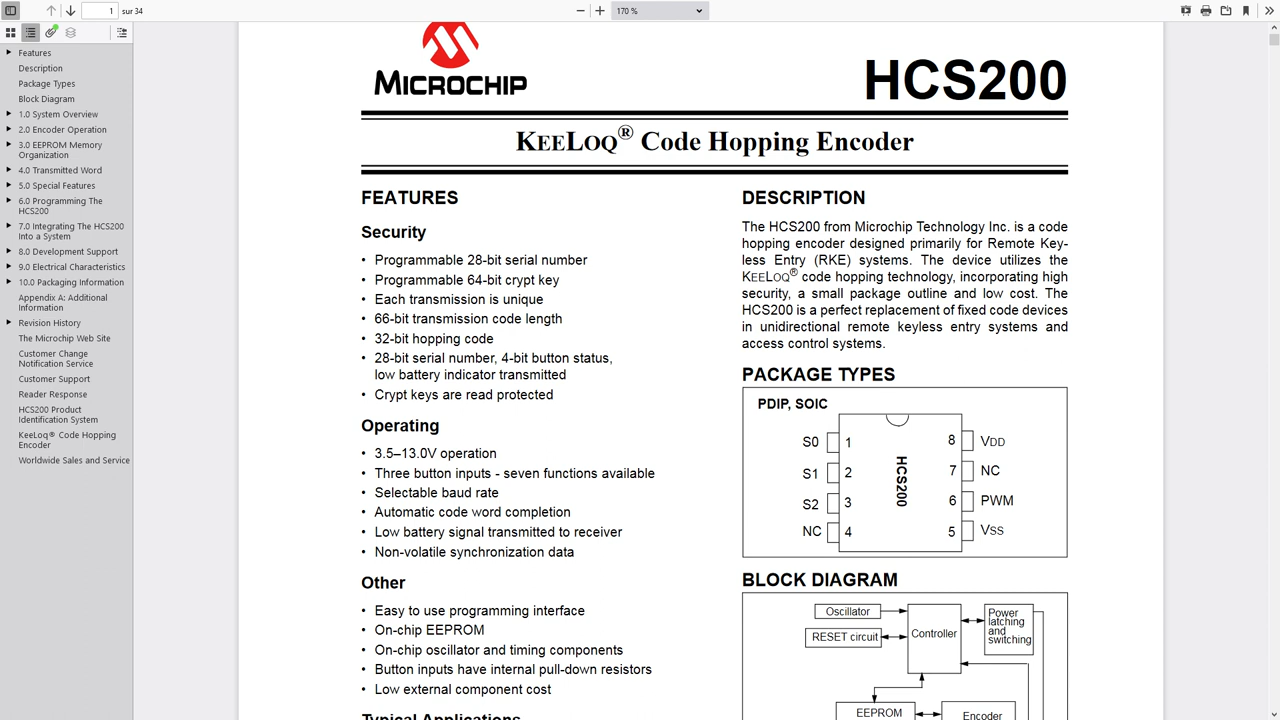 1 sur 34
170 %
Features
Description
Package Types
Block Diagram
1.0 System Overview
2.0 Encoder Operation
3.0 EEPROM Memory
Organization
4.0 Transmitted Word
5.0 Special Features
6.0 Programming The
HCS200
7.0 Integrating The HCS200
Into a System
8.0 Development Support
9.0 Electrical Characteristics
10.0 Packaging Information
Appendix A: Additional
Information
Revision History
The Microchip Web Site
Customer Change
Notification Service
Customer Support
Reader Response
HCS200 Product
Identification System
KeeLoq® Code Hopping
Encoder
Worldwide Sales and Service
MICROCHIP
HCS200
KEELOQ® Code Hopping Encoder
FEATURES
Security
• Programmable 28-bit serial number
• Programmable 64-bit crypt key
• Each transmission is unique
• 66-bit transmission code length
• 32-bit hopping code
• 28-bit serial number, 4-bit button status,
low battery indicator transmitted
• Crypt keys are read protected
Operating
• 3.5–13.0V operation
• Three button inputs - seven functions available
• Selectable baud rate
• Automatic code word completion
• Low battery signal transmitted to receiver
• Non-volatile synchronization data
Other
• Easy to use programming interface
• On-chip EEPROM
• On-chip oscillator and timing components
• Button inputs have internal pull-down resistors
• Low external component cost
Typical Applications
DESCRIPTION
The HCS200 from Microchip Technology Inc. is a code
hopping encoder designed primarily for Remote Key-
less Entry (RKE) systems. The device utilizes the
KEELOQ® code hopping technology, incorporating high
security, a small package outline and low cost. The
HCS200 is a perfect replacement of fixed code devices
in unidirectional remote keyless entry systems and
access control systems.
PACKAGE TYPES
PDIP, SOIC
S0 1 8 VDD
S1 2 7 NC
S2 3 6 PWM
NC 4 5 VSS
HCS200
BLOCK DIAGRAM
Oscillator
RESET circuit
Controller
Power
latching
and
switching
EEPROM
Encoder